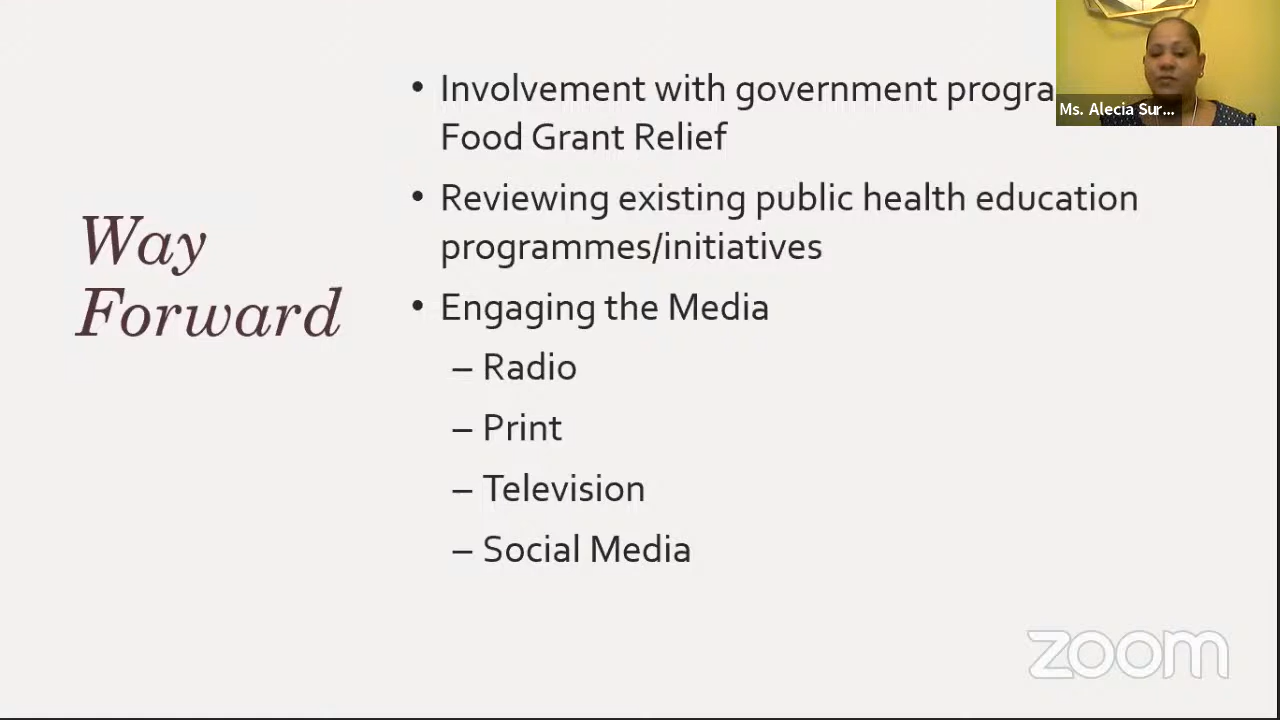 • Involvement with government
Food Grant Relief
• Reviewing existing public health education
programmes/initiatives
• Engaging the Media
– Radio
– Print
– Television
– Social Media
Way
Forward
Ms. Alecia Sur...
zoom